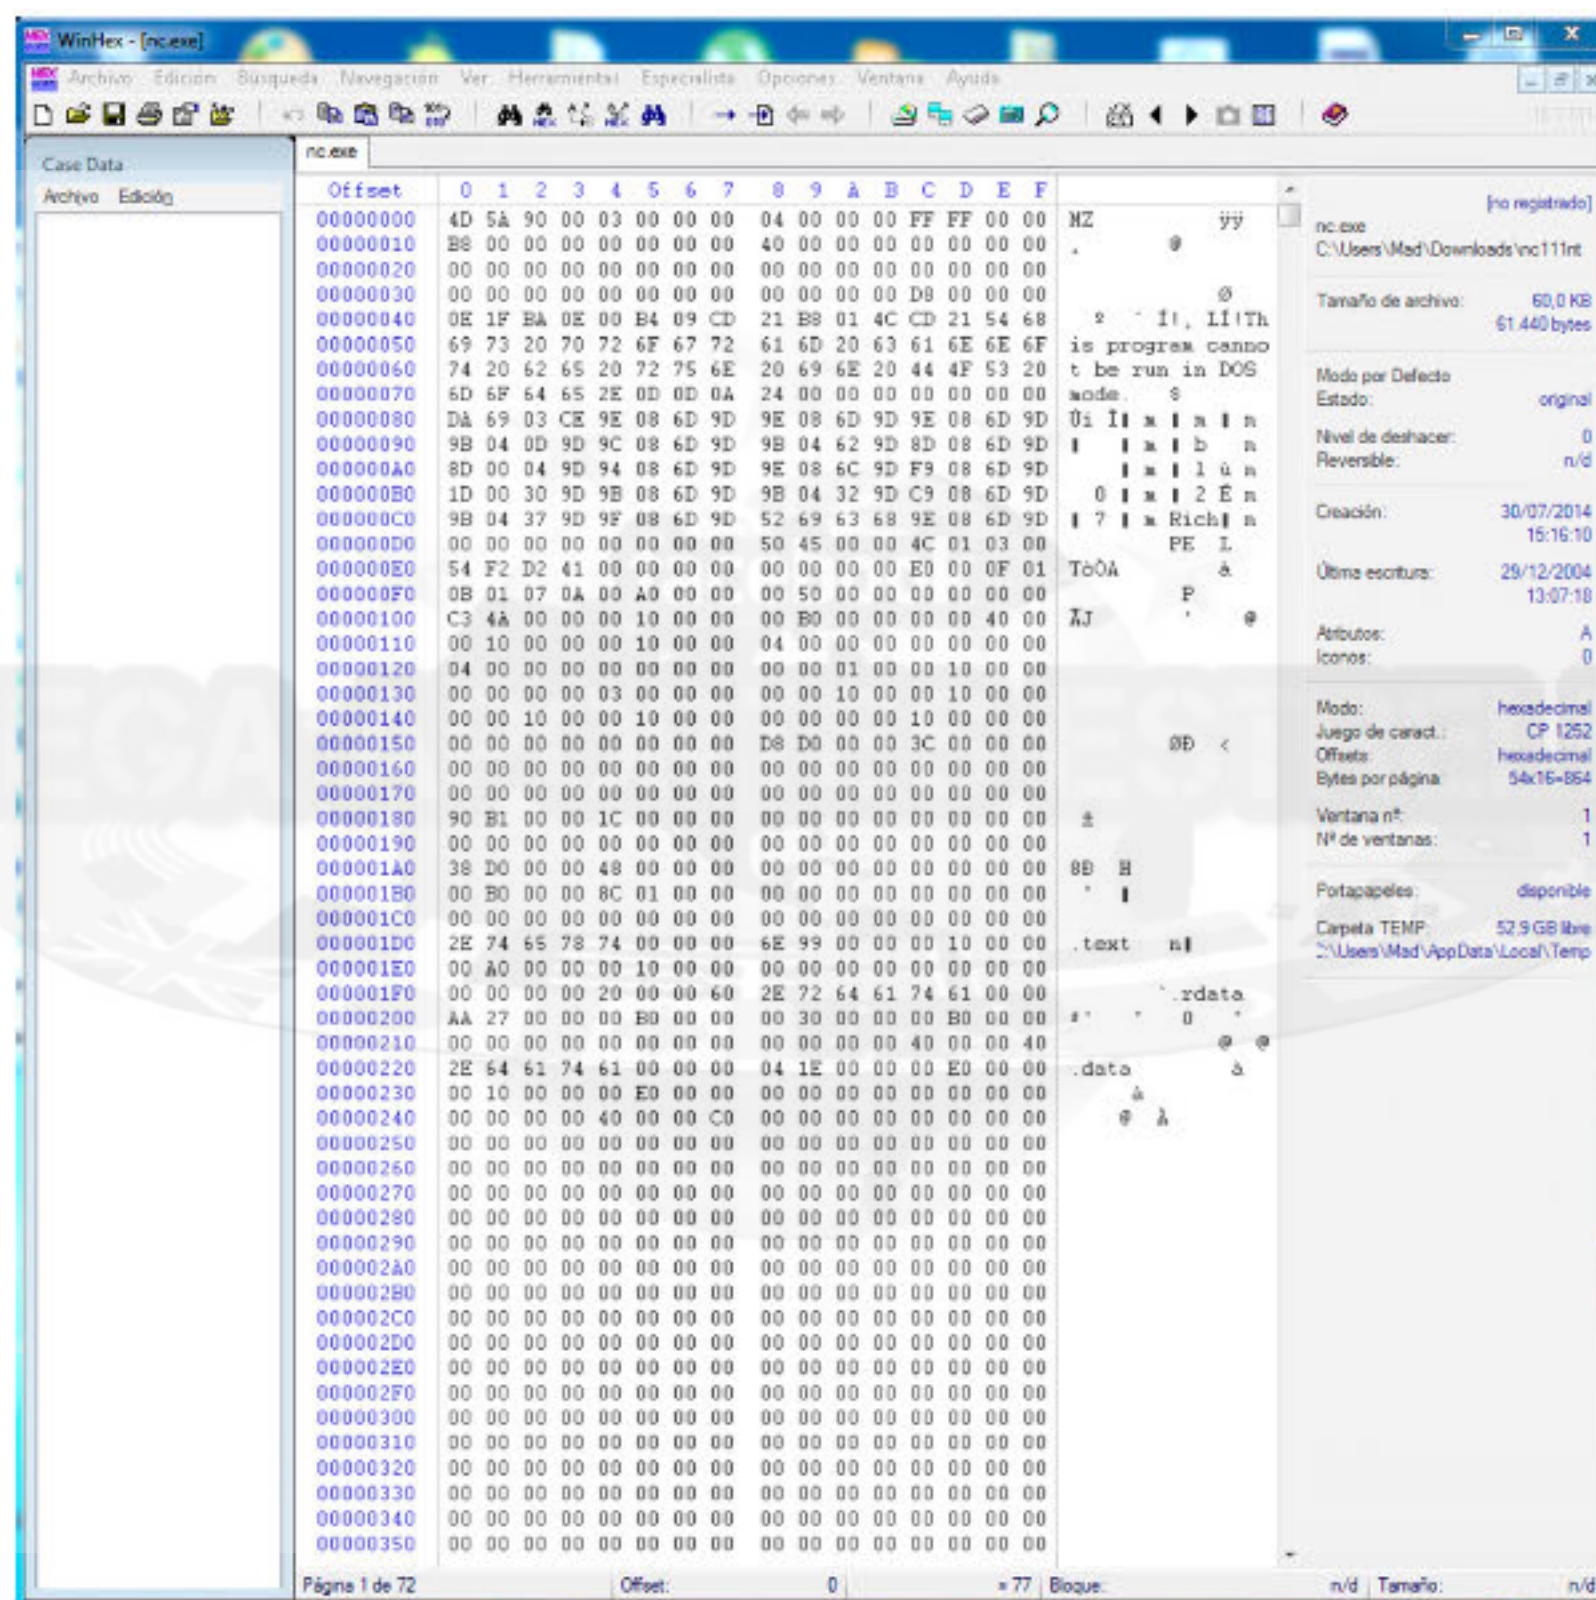 WinHex - [nc.exe]
Archivo Edición Búsqueda Navegación Ver Herramientas Especialista Opciones Ventana Ayuda
Case Data
Archivo Edición
nc.exe
Offset 0 1 2 3 4 5 6 7 8 9 A B C D E F
00000000 4D 5A 90 00 03 00 00 00 04 00 00 00 FF FF 00 00 MZ ÿÿ
00000010 B8 00 00 00 00 00 00 00 40 00 00 00 00 00 00 00 . @
00000020 00 00 00 00 00 00 00 00 00 00 00 00 00 00 00 00
00000030 00 00 00 00 00 00 00 00 00 00 00 00 D8 00 00 00 Ø
00000040 0E 1F BA 0E 00 B4 09 CD 21 B8 01 4C CD 21 54 68 º ´ Í!, LÍ!Th
00000050 69 73 20 70 72 6F 67 72 61 6D 20 63 61 6E 6E 6F is program canno
00000060 74 20 62 65 20 72 75 6E 20 69 6E 20 44 4F 53 20 t be run in DOS
00000070 6D 6F 64 65 2E 0D 0D 0A 24 00 00 00 00 00 00 00 mode. $
00000080 DA 69 03 CE 9E 08 6D 9D 9E 08 6D 9D 9E 08 6D 9D Úi Î m m m
00000090 9B 04 0D 9D 9C 08 6D 9D 9B 04 62 9D 8D 08 6D 9D m b m
000000A0 8D 00 04 9D 94 08 6D 9D 9E 08 6C 9D F9 08 6D 9D m l ù m
000000B0 1D 00 30 9D 9B 08 6D 9D 9B 04 32 9D C9 08 6D 9D 0 m 2 É m
000000C0 9B 04 37 9D 9F 08 6D 9D 52 69 63 68 9E 08 6D 9D 7 m Rich m
000000D0 00 00 00 00 00 00 00 00 50 45 00 00 4C 01 03 00 PE L
000000E0 54 F2 D2 41 00 00 00 00 00 00 00 00 E0 00 0F 01 TòÒA à
000000F0 0B 01 07 0A 00 A0 00 00 00 50 00 00 00 00 00 00 P
00000100 C3 4A 00 00 00 10 00 00 00 B0 00 00 00 00 40 00 ÃJ ° @
00000110 00 10 00 00 00 10 00 00 04 00 00 00 00 00 00 00
00000120 04 00 00 00 00 00 00 00 00 00 01 00 00 10 00 00
00000130 00 00 00 00 03 00 00 00 00 00 10 00 00 10 00 00
00000140 00 00 10 00 00 10 00 00 00 00 00 00 10 00 00 00
00000150 00 00 00 00 00 00 00 00 D8 D0 00 00 3C 00 00 00 ØÐ <
00000160 00 00 00 00 00 00 00 00 00 00 00 00 00 00 00 00
00000170 00 00 00 00 00 00 00 00 00 00 00 00 00 00 00 00
00000180 90 B1 00 00 1C 00 00 00 00 00 00 00 00 00 00 00 ±
00000190 00 00 00 00 00 00 00 00 00 00 00 00 00 00 00 00
000001A0 38 D0 00 00 48 00 00 00 00 00 00 00 00 00 00 00 8Ð H
000001B0 00 B0 00 00 8C 01 00 00 00 00 00 00 00 00 00 00 °
000001C0 00 00 00 00 00 00 00 00 00 00 00 00 00 00 00 00
000001D0 2E 74 65 78 74 00 00 00 6E 99 00 00 00 10 00 00 .text n
000001E0 00 A0 00 00 00 10 00 00 00 00 00 00 00 00 00 00
000001F0 00 00 00 00 20 00 00 60 2E 72 64 61 74 61 00 00 `.rdata
00000200 AA 27 00 00 00 B0 00 00 00 30 00 00 00 B0 00 00 ª' ° 0 °
00000210 00 00 00 00 00 00 00 00 00 00 00 00 40 00 00 40 @ @
00000220 2E 64 61 74 61 00 00 00 04 1E 00 00 00 E0 00 00 .data à
00000230 00 10 00 00 00 E0 00 00 00 00 00 00 00 00 00 00 à
00000240 00 00 00 00 40 00 00 C0 00 00 00 00 00 00 00 00 @ À
00000250 00 00 00 00 00 00 00 00 00 00 00 00 00 00 00 00
00000260 00 00 00 00 00 00 00 00 00 00 00 00 00 00 00 00
00000270 00 00 00 00 00 00 00 00 00 00 00 00 00 00 00 00
00000280 00 00 00 00 00 00 00 00 00 00 00 00 00 00 00 00
00000290 00 00 00 00 00 00 00 00 00 00 00 00 00 00 00 00
000002A0 00 00 00 00 00 00 00 00 00 00 00 00 00 00 00 00
000002B0 00 00 00 00 00 00 00 00 00 00 00 00 00 00 00 00
000002C0 00 00 00 00 00 00 00 00 00 00 00 00 00 00 00 00
000002D0 00 00 00 00 00 00 00 00 00 00 00 00 00 00 00 00
000002E0 00 00 00 00 00 00 00 00 00 00 00 00 00 00 00 00
000002F0 00 00 00 00 00 00 00 00 00 00 00 00 00 00 00 00
00000300 00 00 00 00 00 00 00 00 00 00 00 00 00 00 00 00
00000310 00 00 00 00 00 00 00 00 00 00 00 00 00 00 00 00
00000320 00 00 00 00 00 00 00 00 00 00 00 00 00 00 00 00
00000330 00 00 00 00 00 00 00 00 00 00 00 00 00 00 00 00
00000340 00 00 00 00 00 00 00 00 00 00 00 00 00 00 00 00
00000350 00 00 00 00 00 00 00 00 00 00 00 00 00 00 00 00
[no registrado]
nc.exe
C:\Users\Mad\Downloads\nc111nt
Tamaño de archivo: 60,0 KB
61.440 bytes
Modo por Defecto
Estado: original
Nivel de deshacer: 0
Reversible: n/d
Creación: 30/07/2014
15:16:10
Última escritura: 29/12/2004
13:07:18
Atributos: A
Iconos: 0
Modo: hexadecimal
Juego de caract.: CP 1252
Offsets: hexadecimal
Bytes por página: 54x16=864
Ventana nº: 1
Nº de ventanas: 1
Portapapeles: disponible
Carpeta TEMP: 52,9 GB libre
C:\Users\Mad\AppData\Local\Temp
Página 1 de 72 Offset: 0 = 77 Bloque: n/d Tamaño: n/d